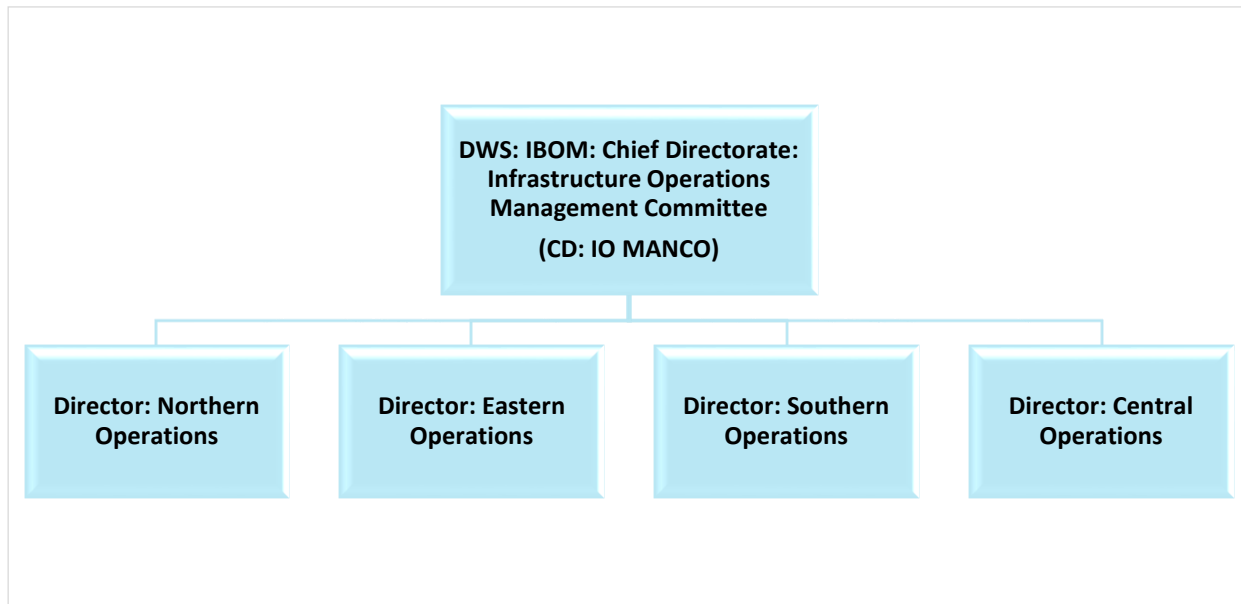 DWS: IBOM: Chief Directorate:
Infrastructure Operations
Management Committee
(CD: IO MANCO)
Director: Northern
Operations
Director: Eastern
Operations
Director: Southern
Operations
Director: Central
Operations